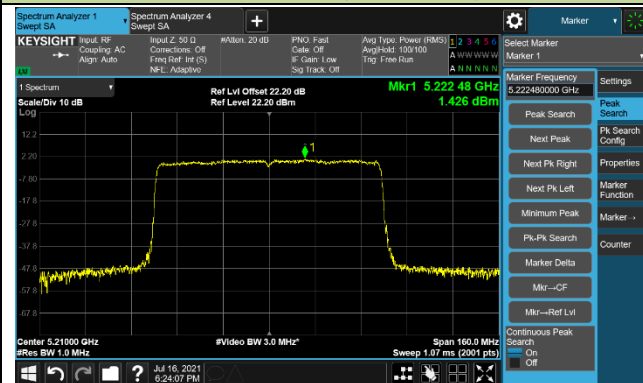 Spectrum Analyzer 1
Swept SA
Spectrum Analyzer 4
Swept SA
+
Marker
KEYSIGHT
Input: RF
Coupling: AC
Align: Auto
Input Z: 50 Ω
Corrections: Off
Freq Ref: Int (S)
NFE: Adaptive
#Atten: 20 dB
PNO: Fast
Gate: Off
IF Gain: Low
Sig Track: Off
Avg Type: Power (RMS)
Avg|Hold: 100/100
Trig: Free Run
1 2 3 4 5 6
A W W W W W
A N N N N N
LM
Select Marker
Marker 1
1 Spectrum
Scale/Div 10 dB
Log
Ref Lvl Offset 22.20 dB
Ref Level 22.20 dBm
Mkr1 5.222 48 GHz
1.426 dBm
12.2
2.20
-7.80
-17.8
-27.8
-37.8
-47.8
-57.8
-67.8
1
Center 5.21000 GHz
#Res BW 1.0 MHz
#Video BW 3.0 MHz*
Span 160.0 MHz
Sweep 1.07 ms (2001 pts)
Marker Frequency
5.222480000 GHz
Peak Search
Next Peak
Next Pk Right
Next Pk Left
Minimum Peak
Pk-Pk Search
Marker Delta
Mkr→CF
Mkr→Ref Lvl
Continuous Peak
Search
On
Off
Settings
Peak
Search
Pk Search
Config
Properties
Marker
Function
Marker→
Counter
?
Jul 16, 2021
6:24:07 PM